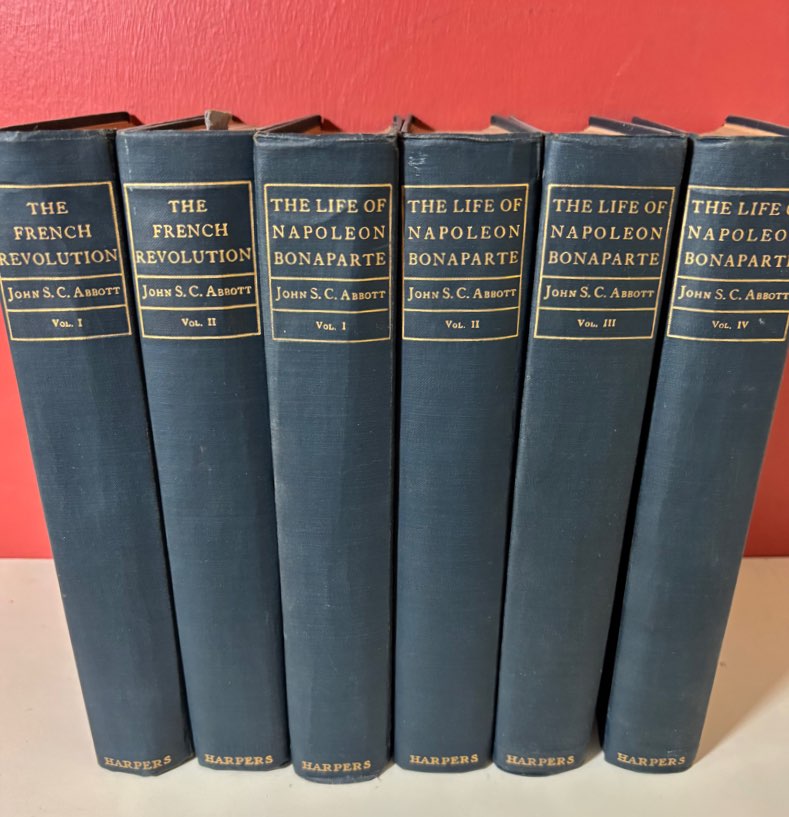 THE
FRENCH
REVOLUTION
JOHN S. C. ABBOTT
VOL. I
HARPERS
THE
FRENCH
REVOLUTION
JOHN S. C. ABBOTT
VOL. II
HARPERS
THE LIFE OF
NAPOLEON
BONAPARTE
JOHN S. C. ABBOTT
VOL. I
HARPERS
THE LIFE OF
NAPOLEON
BONAPARTE
JOHN S. C. ABBOTT
VOL. II
HARPERS
THE LIFE OF
NAPOLEON
BONAPARTE
JOHN S. C. ABBOTT
VOL. III
HARPERS
THE LIFE O
NAPOLEO
BONAPARTE
JOHN S. C. ABBOTT
VOL. IV
HARPERS